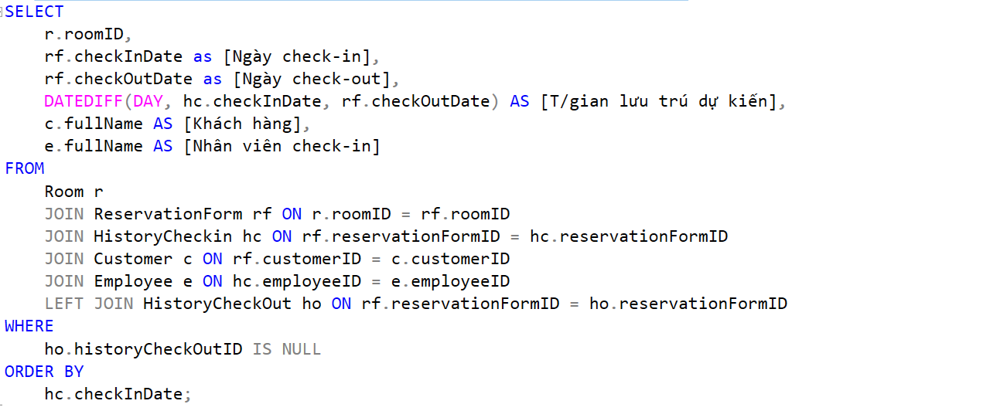 SELECT
r.roomID,
rf.checkInDate as [Ngày check-in],
rf.checkOutDate as [Ngày check-out],
DATEDIFF(DAY, hc.checkInDate, rf.checkOutDate) AS [T/gian lưu trú dự kiến],
c.fullName AS [Khách hàng],
e.fullName AS [Nhân viên check-in]
FROM
Room r
JOIN ReservationForm rf ON r.roomID = rf.roomID
JOIN HistoryCheckin hc ON rf.reservationFormID = hc.reservationFormID
JOIN Customer c ON rf.customerID = c.customerID
JOIN Employee e ON hc.employeeID = e.employeeID
LEFT JOIN HistoryCheckOut ho ON rf.reservationFormID = ho.reservationFormID
WHERE
ho.historyCheckOutID IS NULL
ORDER BY
hc.checkInDate;